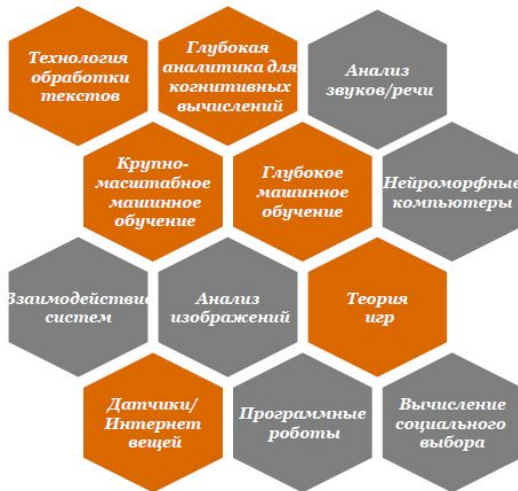 Технология
обработки
текстов
Глубокая
аналитика для
когнитивных
вычислений
Анализ
звуков/речи
Крупно-
масштабное
машинное
обучение
Глубокое
машинное
обучение
Нейроморфные
компьютеры
Взаимодействие
систем
Анализ
изображений
Теория
игр
Датчики/
Интернет
вещей
Программные
роботы
Вычисление
социального
выбора